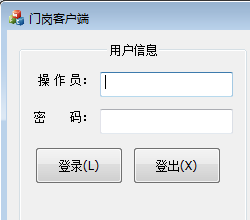 门岗客户端
用户信息
操 作 员：
密    码：
登录(L) 登出(X)